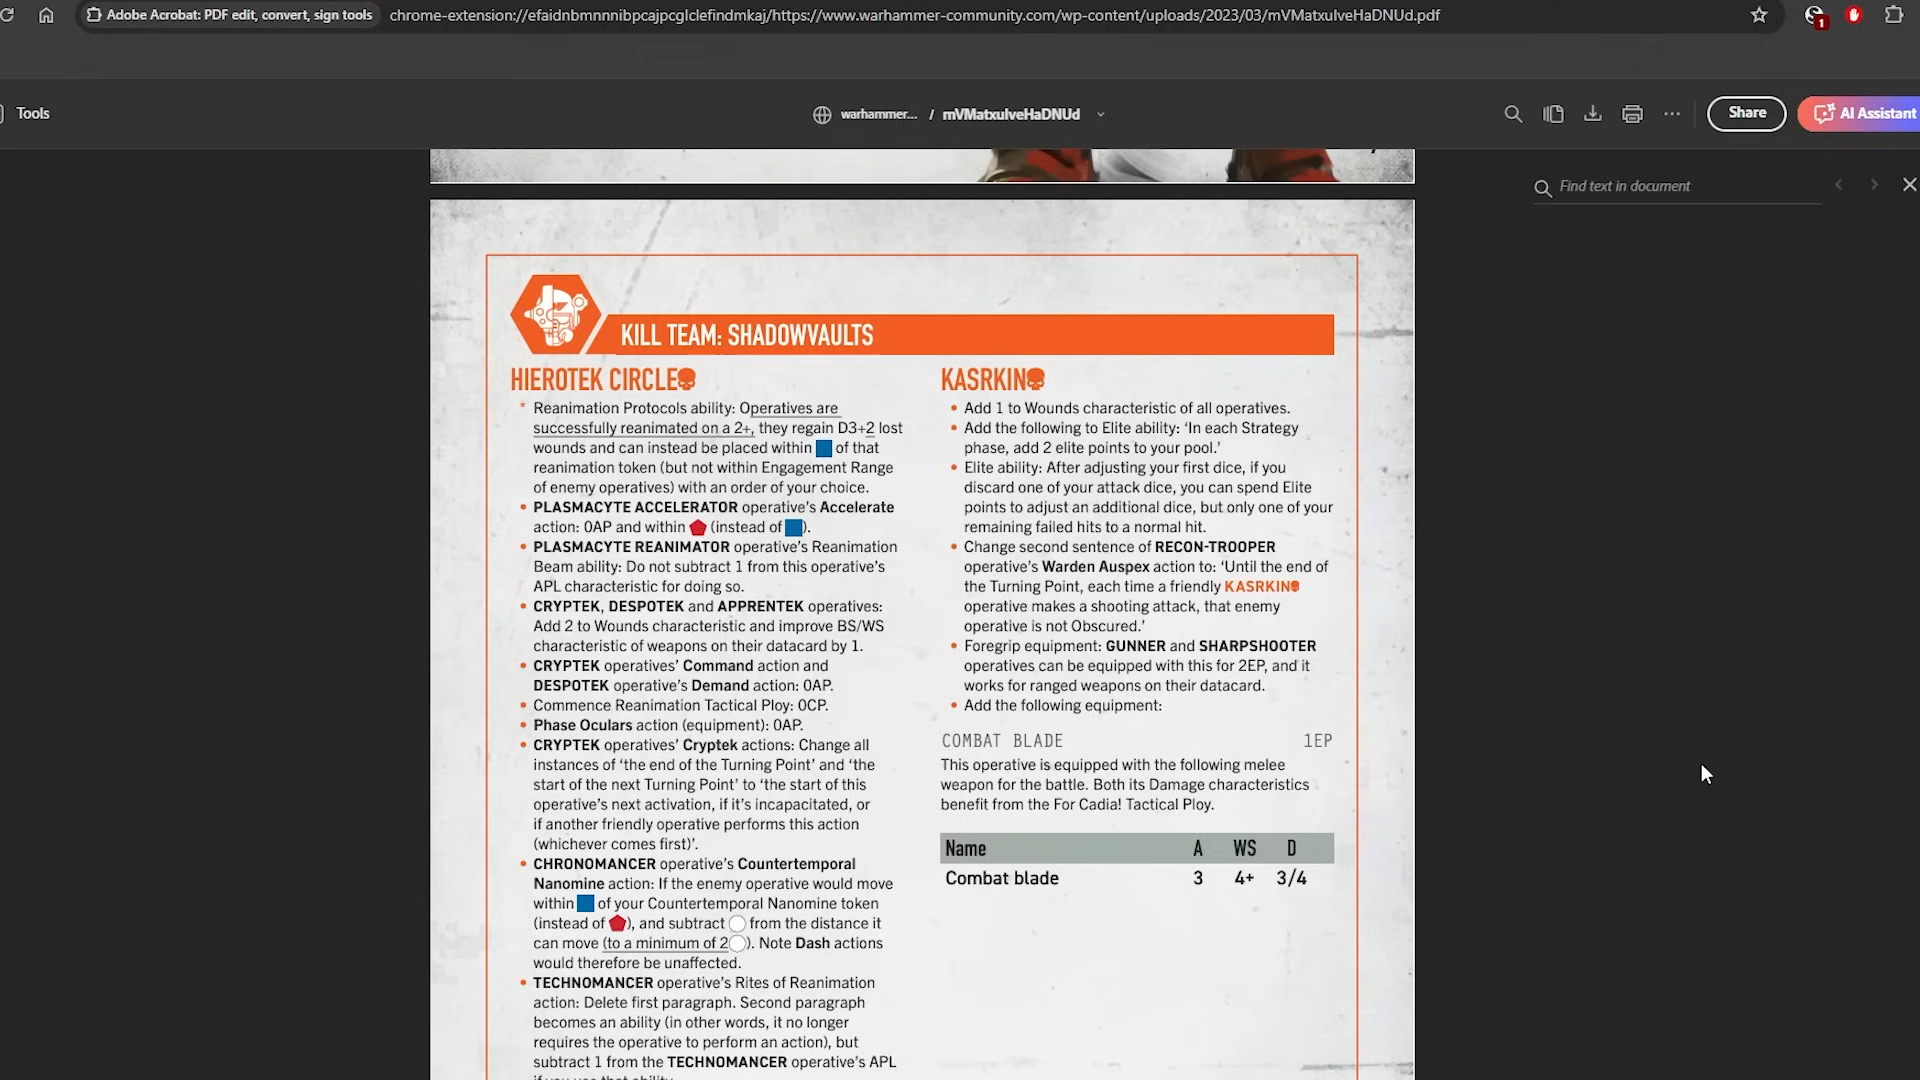 Adobe Acrobat: PDF edit, convert, sign tools
chrome-extension://efaidnbmnnnibpcajpcglclefindmkaj/https://www.warhammer-community.com/wp-content/uploads/2023/03/mVMatxulveHaDNUd.pdf
1
Tools
warhammer... / mVMatxulveHaDNUd
Share
AI Assistant
Find text in document
KILL TEAM: SHADOWVAULTS
HIEROTEK CIRCLE
* Reanimation Protocols ability: Operatives are
successfully reanimated on a 2+, they regain D3+2 lost
wounds and can instead be placed within of that
reanimation token (but not within Engagement Range
of enemy operatives) with an order of your choice.
• PLASMACYTE ACCELERATOR operative's Accelerate
action: 0AP and within (instead of ).
• PLASMACYTE REANIMATOR operative's Reanimation
Beam ability: Do not subtract 1 from this operative's
APL characteristic for doing so.
• CRYPTEK, DESPOTEK and APPRENTEK operatives:
Add 2 to Wounds characteristic and improve BS/WS
characteristic of weapons on their datacard by 1.
• CRYPTEK operatives' Command action and
DESPOTEK operative's Demand action: 0AP.
• Commence Reanimation Tactical Ploy: 0CP.
• Phase Oculars action (equipment): 0AP.
• CRYPTEK operatives' Cryptek actions: Change all
instances of 'the end of the Turning Point' and 'the
start of the next Turning Point' to 'the start of this
operative's next activation, if it's incapacitated, or
if another friendly operative performs this action
(whichever comes first)'.
• CHRONOMANCER operative's Countertemporal
Nanomine action: If the enemy operative would move
within of your Countertemporal Nanomine token
(instead of ), and subtract from the distance it
can move (to a minimum of 2 ). Note Dash actions
would therefore be unaffected.
• TECHNOMANCER operative's Rites of Reanimation
action: Delete first paragraph. Second paragraph
becomes an ability (in other words, it no longer
requires the operative to perform an action), but
subtract 1 from the TECHNOMANCER operative's APL
if you use that ability.
KASRKIN
• Add 1 to Wounds characteristic of all operatives.
• Add the following to Elite ability: 'In each Strategy
phase, add 2 elite points to your pool.'
• Elite ability: After adjusting your first dice, if you
discard one of your attack dice, you can spend Elite
points to adjust an additional dice, but only one of your
remaining failed hits to a normal hit.
• Change second sentence of RECON-TROOPER
operative's Warden Auspex action to: 'Until the end of
the Turning Point, each time a friendly KASRKIN
operative makes a shooting attack, that enemy
operative is not Obscured.'
• Foregrip equipment: GUNNER and SHARPSHOOTER
operatives can be equipped with this for 2EP, and it
works for ranged weapons on their datacard.
• Add the following equipment:
COMBAT BLADE 1EP
This operative is equipped with the following melee
weapon for the battle. Both its Damage characteristics
benefit from the For Cadia! Tactical Ploy.
Name A WS D
Combat blade 3 4+ 3/4